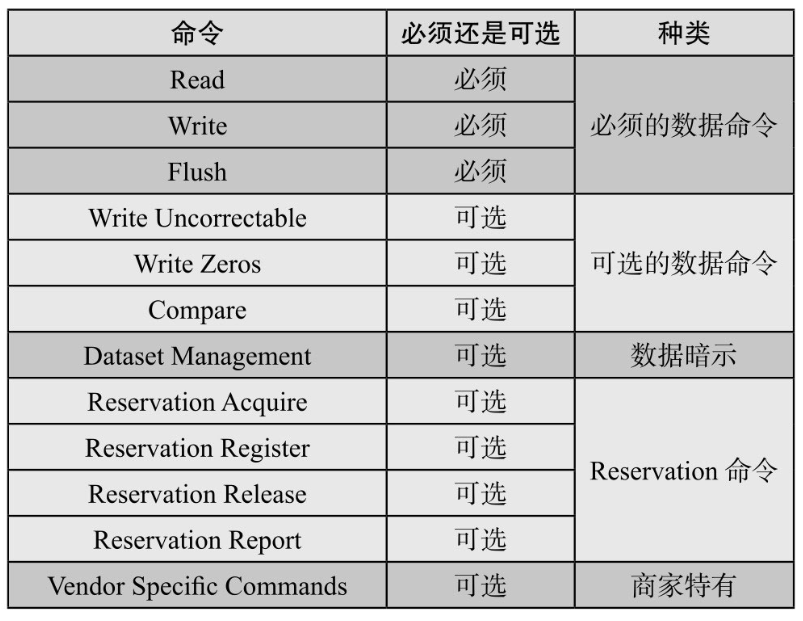 命令 必须还是可选 种类
Read 必须 必须的数据命令
Write 必须
Flush 必须
Write Uncorrectable 可选 可选的数据命令
Write Zeros 可选
Compare 可选
Dataset Management 可选 数据暗示
Reservation Acquire 可选 Reservation 命令
Reservation Register 可选
Reservation Release 可选
Reservation Report 可选
Vendor Specific Commands 可选 商家特有